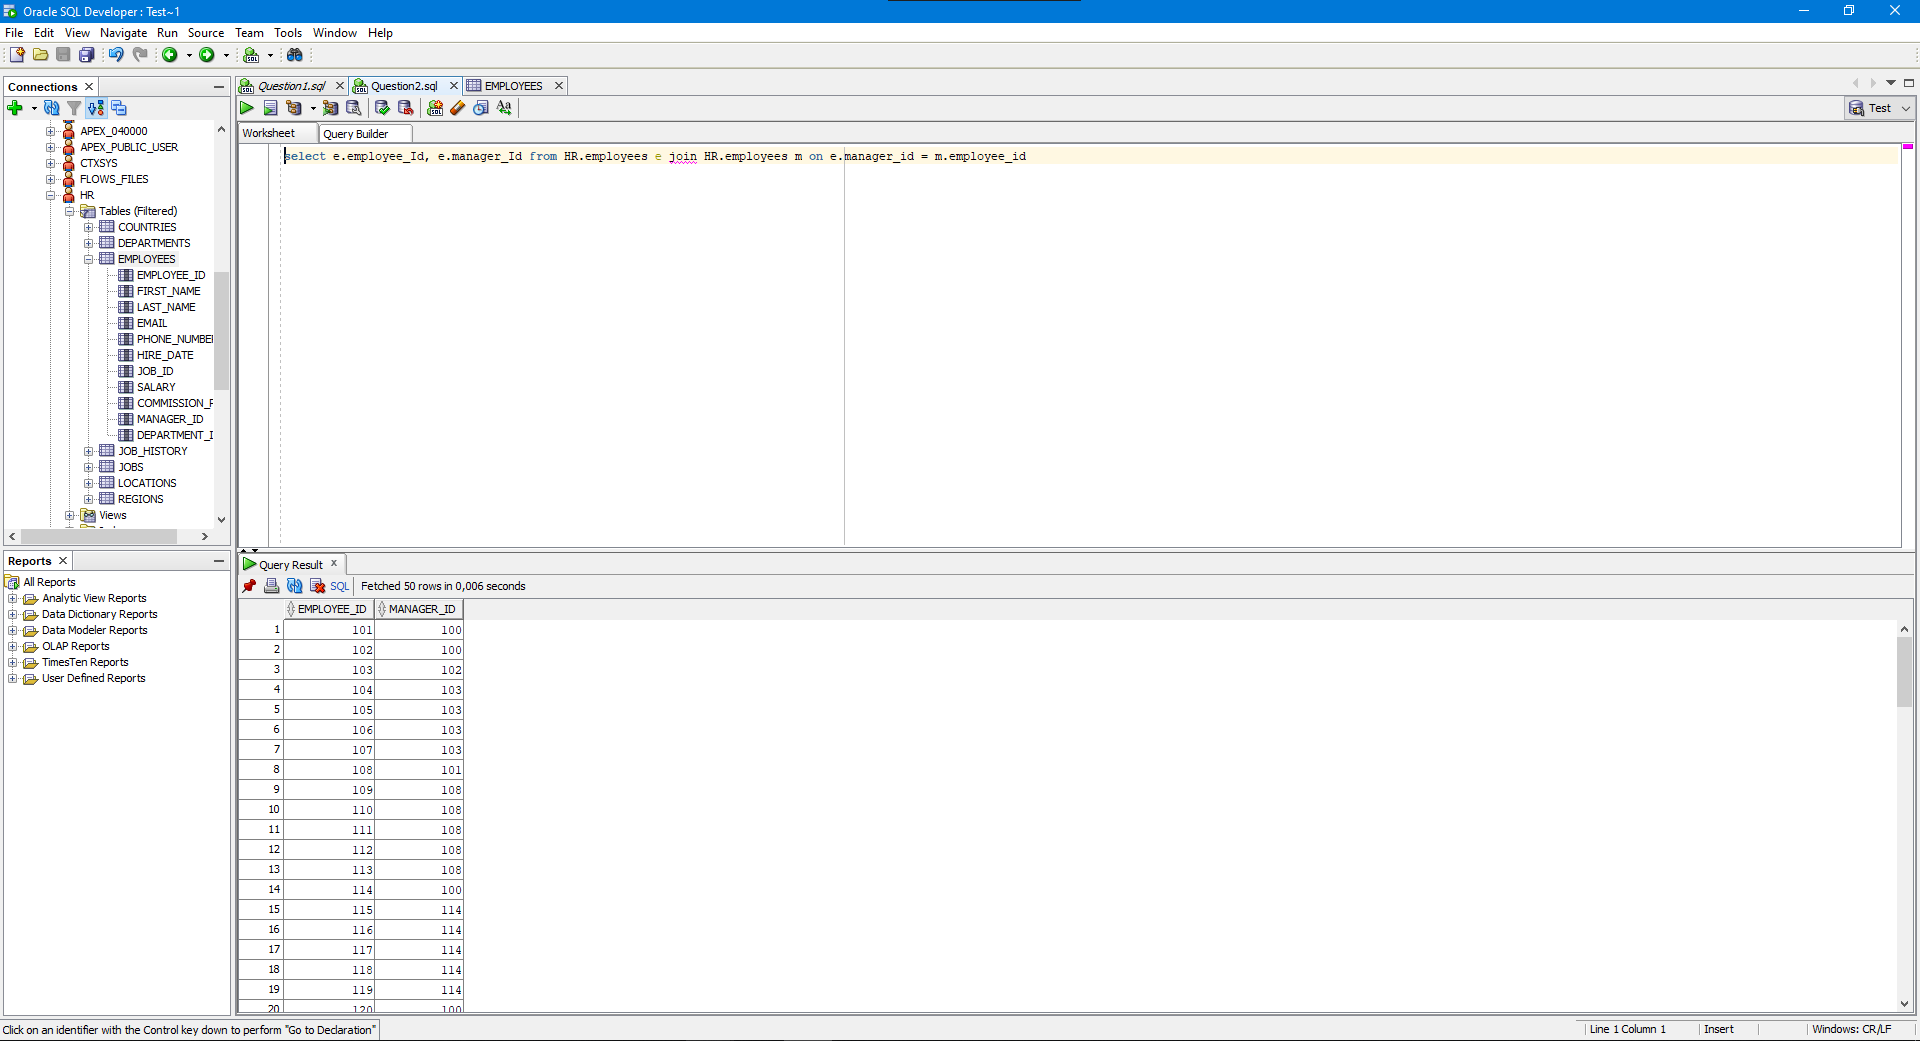 Oracle SQL Developer : Test~1
File Edit View Navigate Run Source Team Tools Window Help
Connections
APEX_040000
APEX_PUBLIC_USER
CTXSYS
FLOWS_FILES
HR
Tables (Filtered)
COUNTRIES
DEPARTMENTS
EMPLOYEES
EMPLOYEE_ID
FIRST_NAME
LAST_NAME
EMAIL
PHONE_NUMBER
HIRE_DATE
JOB_ID
SALARY
COMMISSION_P
MANAGER_ID
DEPARTMENT_I
JOB_HISTORY
JOBS
LOCATIONS
REGIONS
Views
Reports
All Reports
Analytic View Reports
Data Dictionary Reports
Data Modeler Reports
OLAP Reports
TimesTen Reports
User Defined Reports
Question1.sql Question2.sql EMPLOYEES
Aa
Test
Worksheet Query Builder
select e.employee_Id, e.manager_Id from HR.employees e join HR.employees m on e.manager_id = m.employee_id
Query Result
SQL Fetched 50 rows in 0,006 seconds
EMPLOYEE_ID MANAGER_ID
1 101 100
2 102 100
3 103 102
4 104 103
5 105 103
6 106 103
7 107 103
8 108 101
9 109 108
10 110 108
11 111 108
12 112 108
13 113 108
14 114 100
15 115 114
16 116 114
17 117 114
18 118 114
19 119 114
20 120 100
Click on an identifier with the Control key down to perform "Go to Declaration"
Line 1 Column 1 Insert Windows: CR/LF